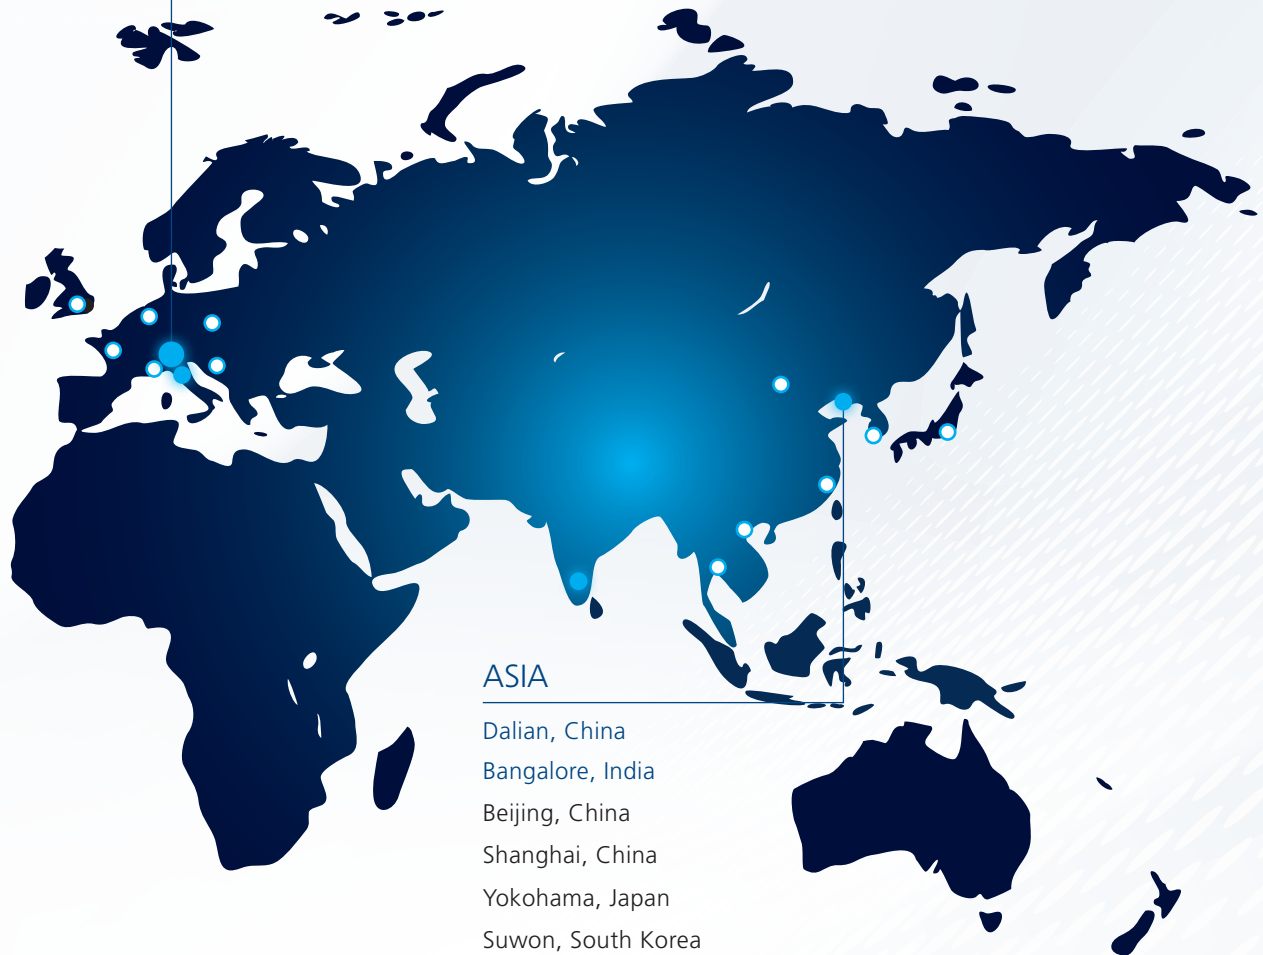 ASIA
Dalian, China
Bangalore, India
Beijing, China
Shanghai, China
Yokohama, Japan
Suwon, South Korea